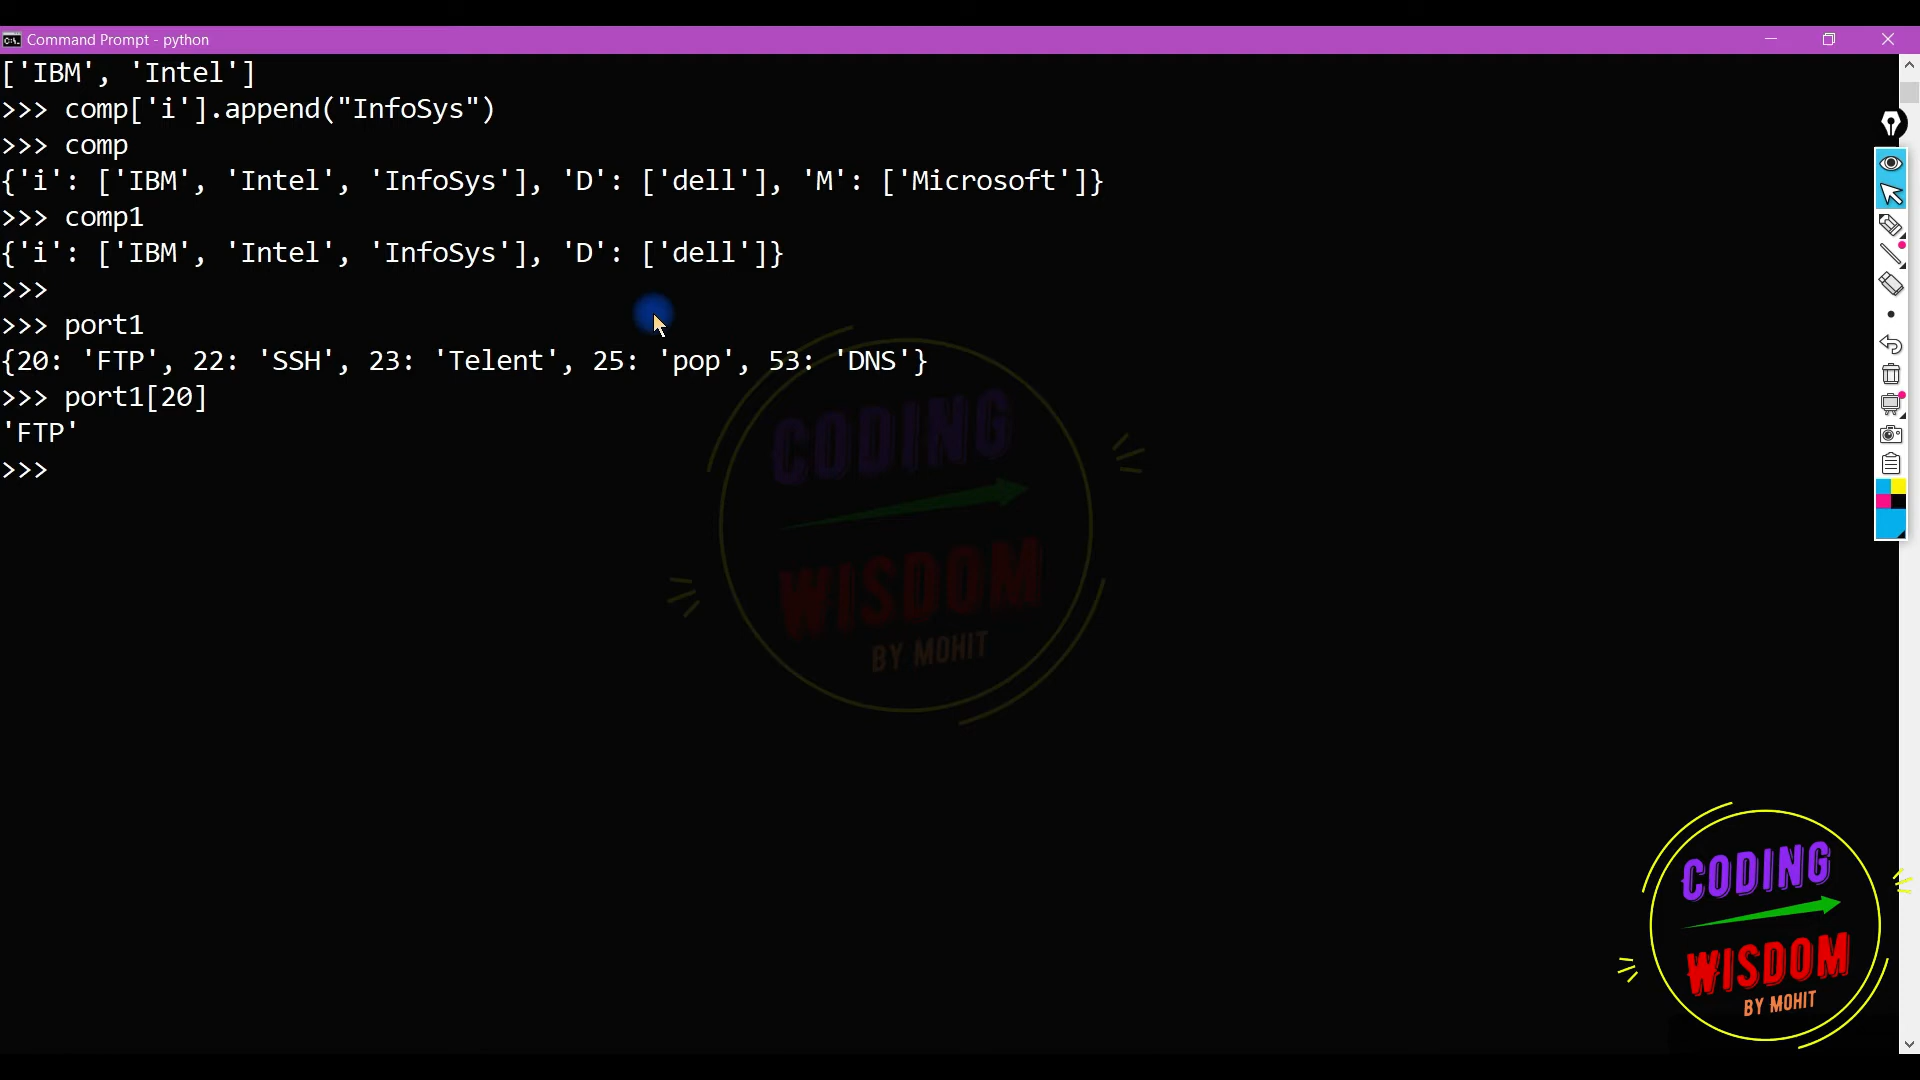 Command Prompt - python
['IBM', 'Intel']
>>> comp['i'].append("InfoSys")
>>> comp
{'i': ['IBM', 'Intel', 'InfoSys'], 'D': ['dell'], 'M': ['Microsoft']}
>>> comp1
{'i': ['IBM', 'Intel', 'InfoSys'], 'D': ['dell']}
>>>
>>> port1
{20: 'FTP', 22: 'SSH', 23: 'Telent', 25: 'pop', 53: 'DNS'}
>>> port1[20]
'FTP'
>>>
CODING
WISDOM
BY MOHIT
CODING
WISDOM
BY MOHIT